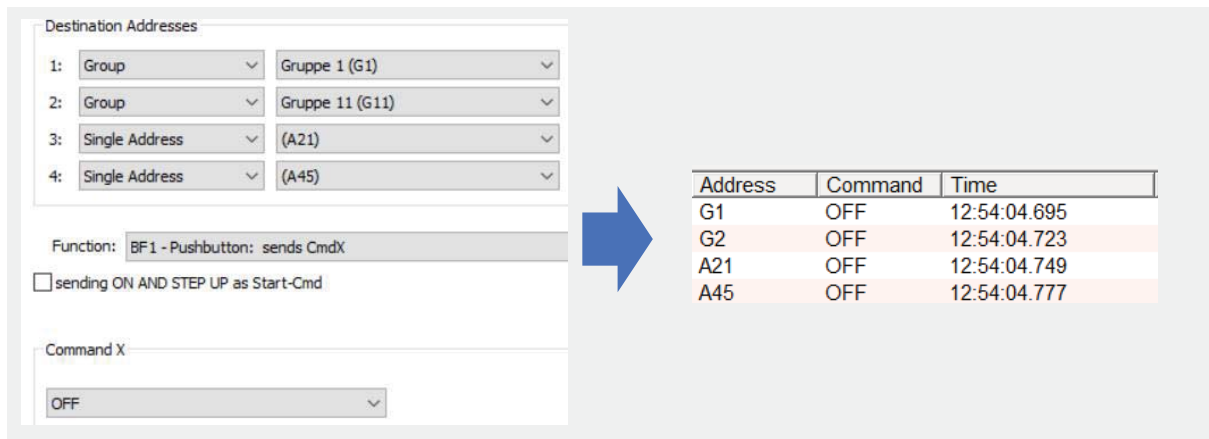 Destination Addresses
1: Group Gruppe 1 (G1)
2: Group Gruppe 11 (G11)
3: Single Address (A21)
4: Single Address (A45)
Function: BF1 - Pushbutton: sends CmdX
sending ON AND STEP UP as Start-Cmd
Command X
OFF
Address Command Time
G1 OFF 12:54:04.695
G2 OFF 12:54:04.723
A21 OFF 12:54:04.749
A45 OFF 12:54:04.777